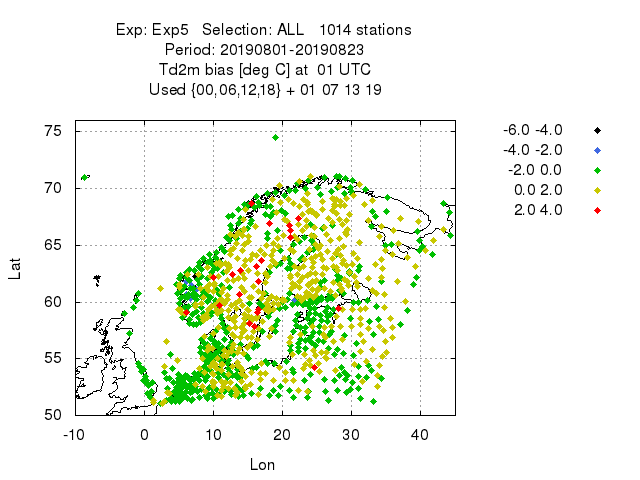 Exp: Exp5 Selection: ALL 1014 stations
Period: 20190801-20190823
Td2m bias [deg C] at 01 UTC
Used {00,06,12,18} + 01 07 13 19
-6.0 -4.0
-4.0 -2.0
-2.0 0.0
0.0 2.0
2.0 4.0
75
70
65
60
55
50
Lat
-10 0 10 20 30 40
Lon